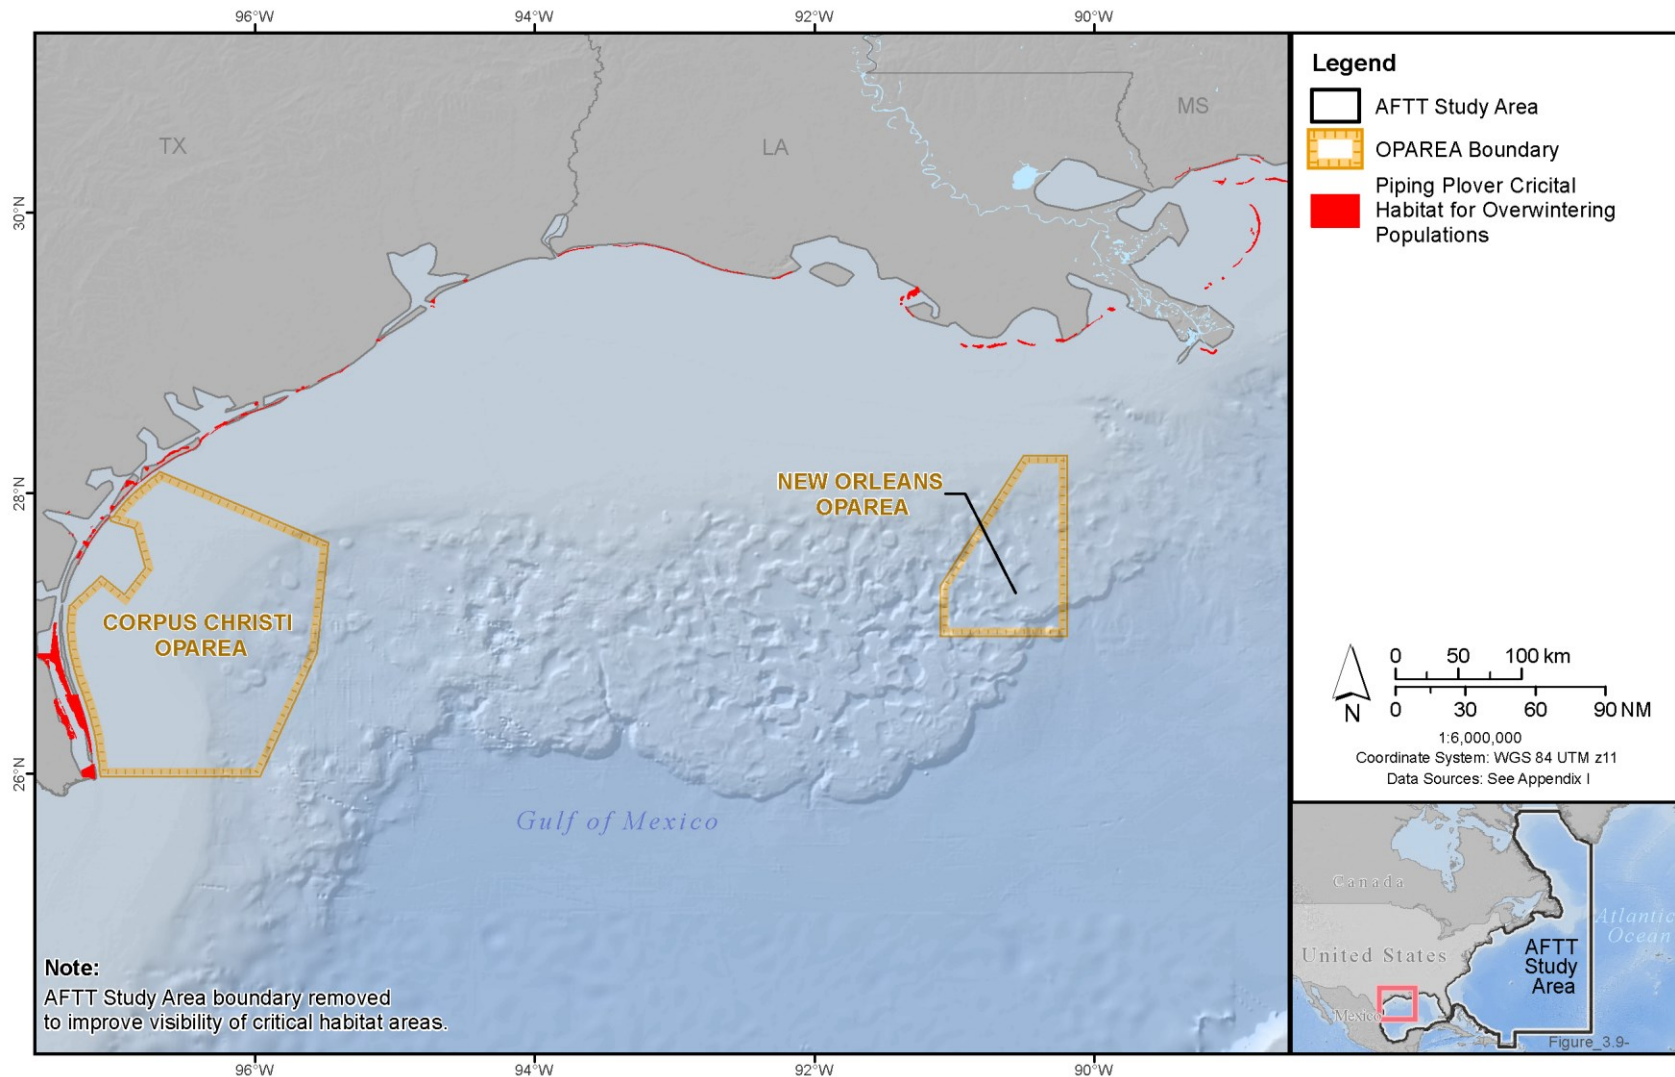 96°W
94°W
92°W
90°W
30°N
28°N
26°N
TX
LA
MS
NEW ORLEANS
OPAREA
CORPUS CHRISTI
OPAREA
Gulf of Mexico
Note:
AFTT Study Area boundary removed
to improve visibility of critical habitat areas.
96°W
94°W
92°W
90°W
Legend
AFTT Study Area
OPAREA Boundary
Piping Plover Cricital
Habitat for Overwintering
Populations
0 50 100 km
N
0 30 60 90 NM
1:6,000,000
Coordinate System: WGS 84 UTM z11
Data Sources: See Appendix I
Canada
United States
Mexico
Atlantic
Ocean
AFTT
Study
Area
Figure_3.9-